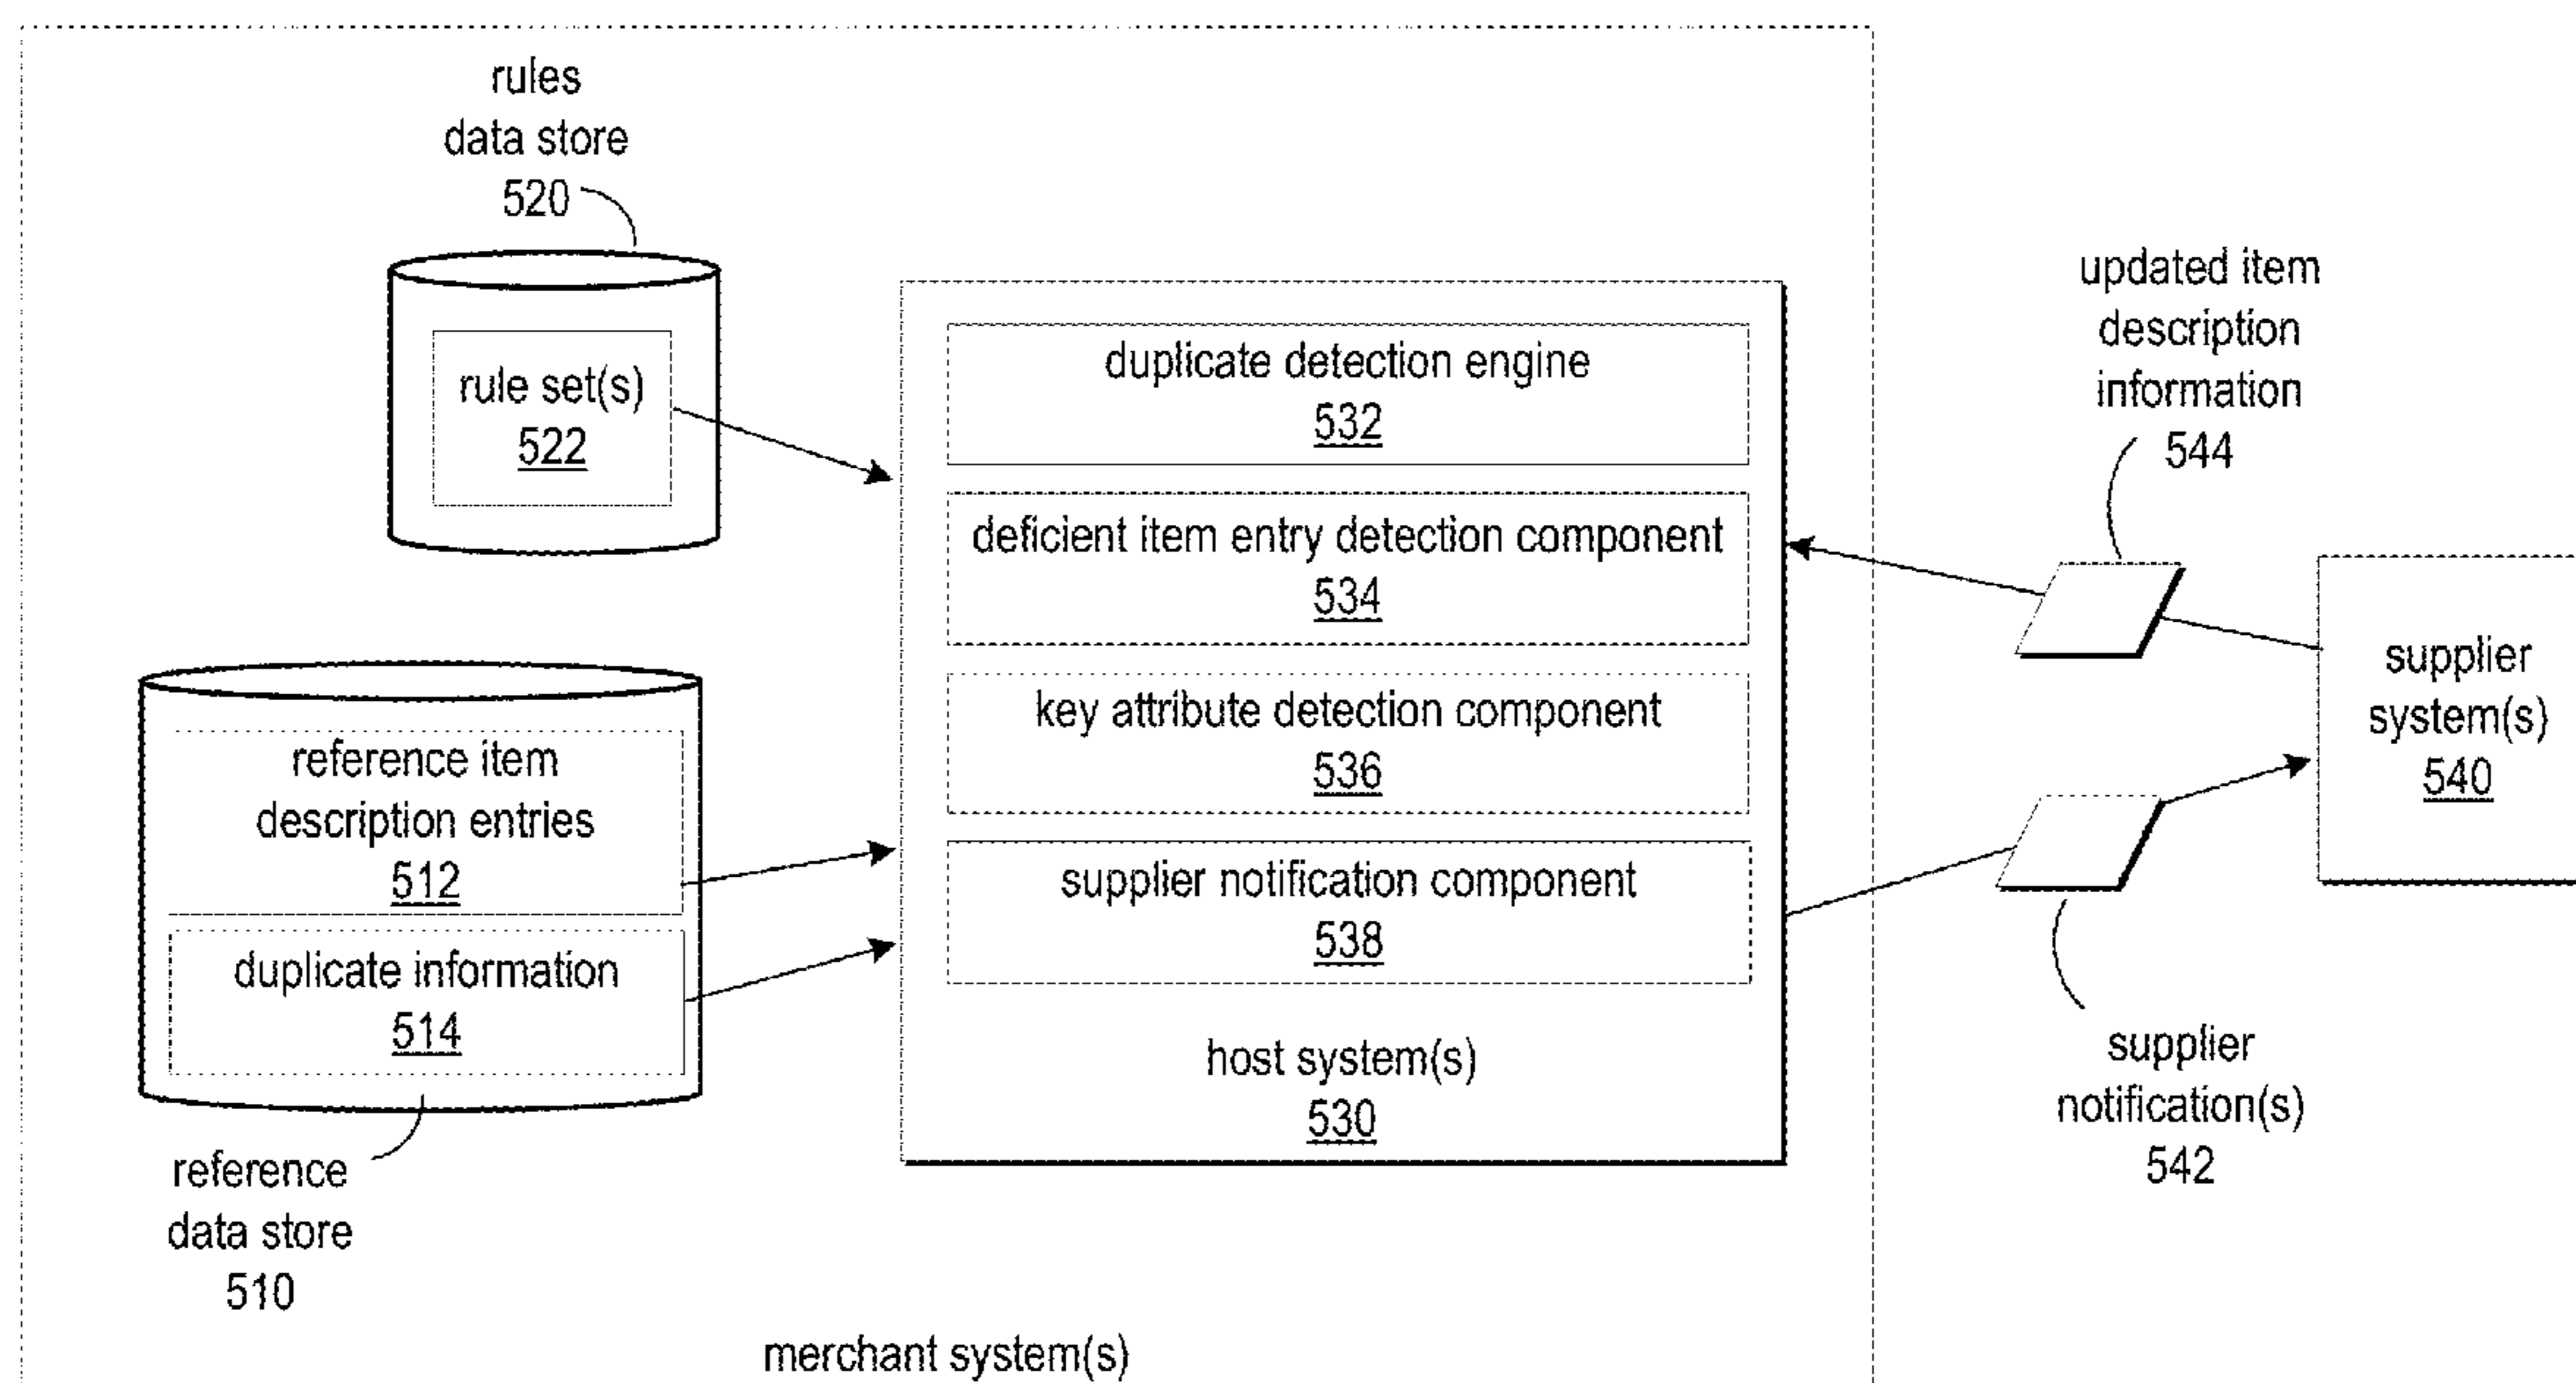 rules
data store
520
rule set(s)
522
reference item
description entries
512
duplicate information
514
reference
data store
510
duplicate detection engine
532
deficient item entry detection component
534
key attribute detection component
536
supplier notification component
538
host system(s)
530
merchant system(s)
updated item
description
information
544
supplier
system(s)
540
supplier
notification(s)
542